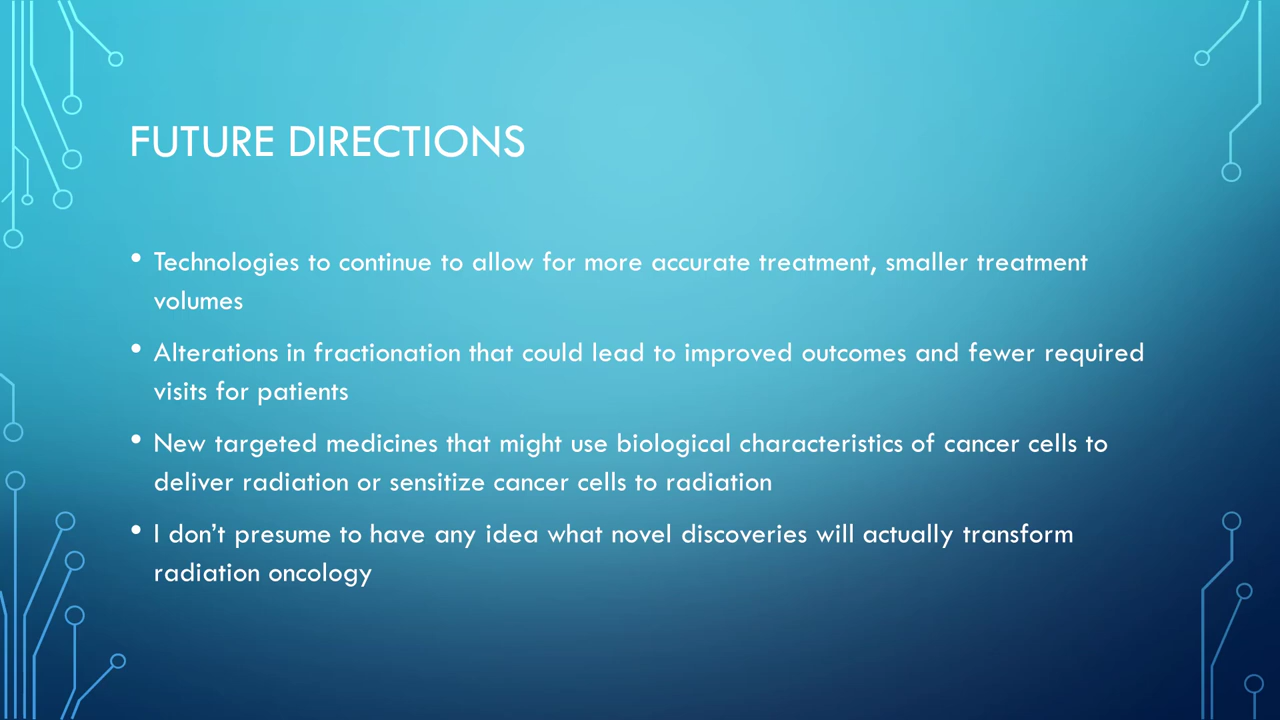 FUTURE DIRECTIONS
• Technologies to continue to allow for more accurate treatment, smaller treatment
volumes
• Alterations in fractionation that could lead to improved outcomes and fewer required
visits for patients
• New targeted medicines that might use biological characteristics of cancer cells to
deliver radiation or sensitize cancer cells to radiation
• I don’t presume to have any idea what novel discoveries will actually transform
radiation oncology